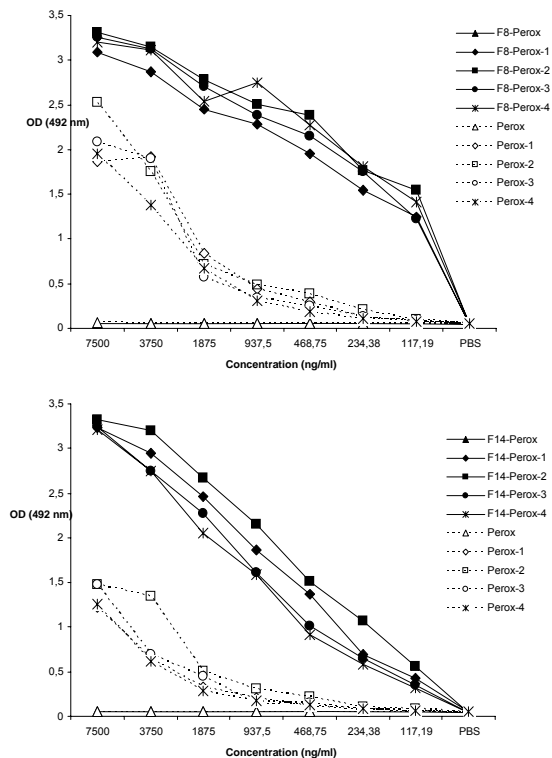 3,5
3
2,5
OD (492 nm)
2
1,5
1
0,5
0
7500 3750 1875 937,5 468,75 234,38 117,19 PBS
Concentration (ng/ml)
F8-Perox
F8-Perox-1
F8-Perox-2
F8-Perox-3
F8-Perox-4
Perox
Perox-1
Perox-2
Perox-3
Perox-4
3,5
3
2,5
OD (492 nm)
2
1,5
1
0,5
0
7500 3750 1875 937,5 468,75 234,38 117,19 PBS
Concentration (ng/ml)
F14-Perox
F14-Perox-1
F14-Perox-2
F14-Perox-3
F14-Perox-4
Perox
Perox-1
Perox-2
Perox-3
Perox-4